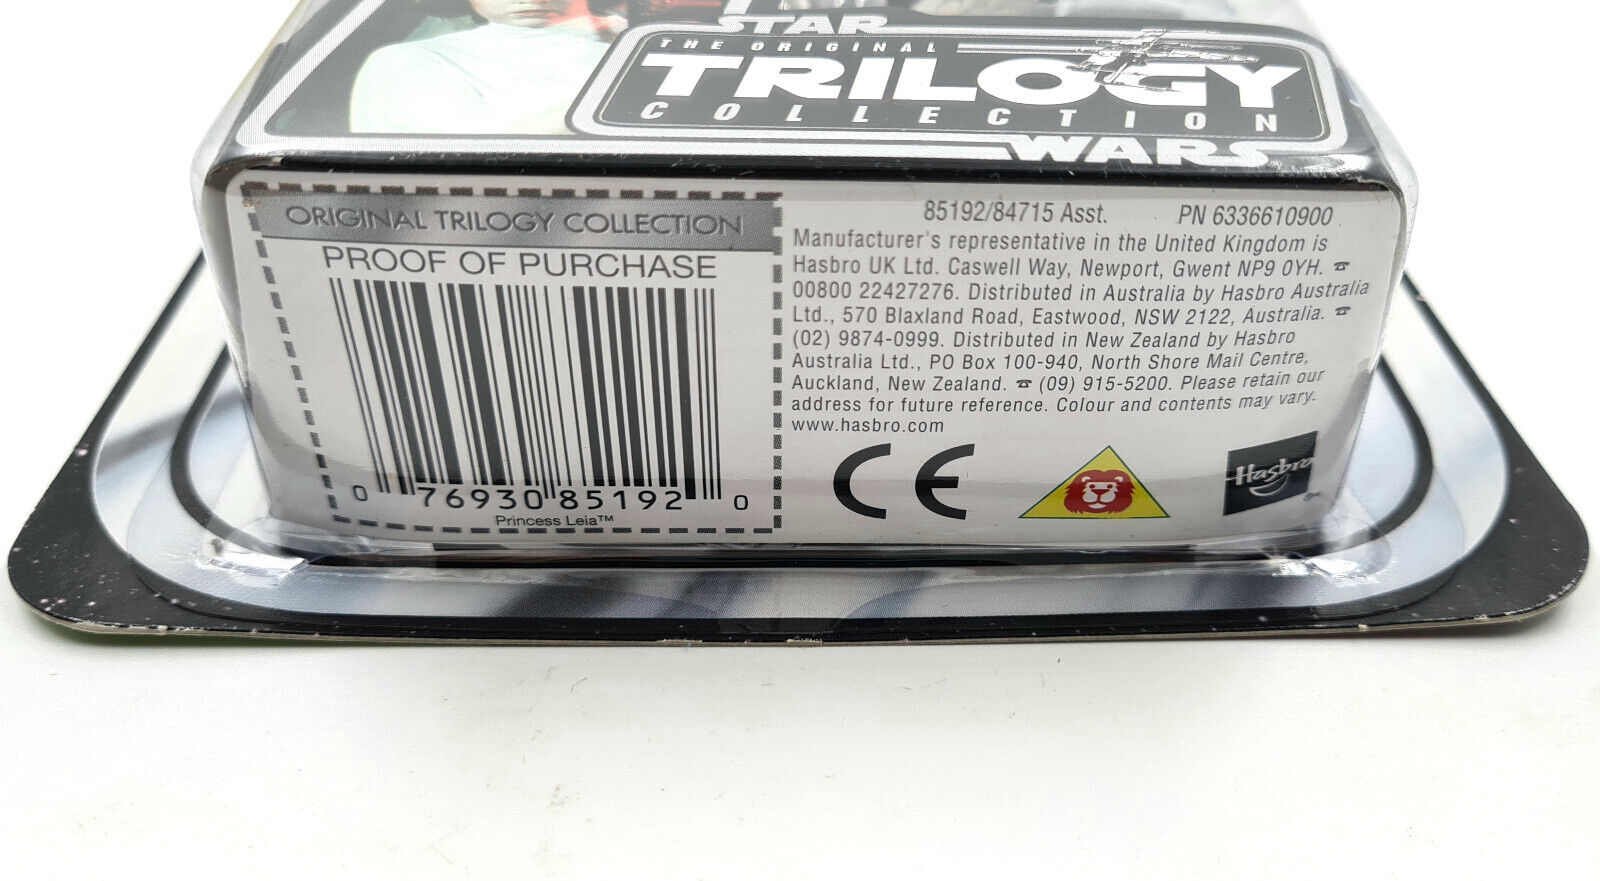 STAR
THE ORIGINAL
TRILOGY
COLLECTION
WARS
ORIGINAL TRILOGY COLLECTION
PROOF OF PURCHASE
0 76930 85192 0
Princess Leia™
85192/84715 Asst. PN 6336610900
Manufacturer's representative in the United Kingdom is
Hasbro UK Ltd. Caswell Way, Newport, Gwent NP9 0YH. ☎
00800 22427276. Distributed in Australia by Hasbro Australia
Ltd., 570 Blaxland Road, Eastwood, NSW 2122, Australia. ☎
(02) 9874-0999. Distributed in New Zealand by Hasbro
Australia Ltd., PO Box 100-940, North Shore Mail Centre,
Auckland, New Zealand. ☎ (09) 915-5200. Please retain our
address for future reference. Colour and contents may vary.
www.hasbro.com
CE
Hasbro